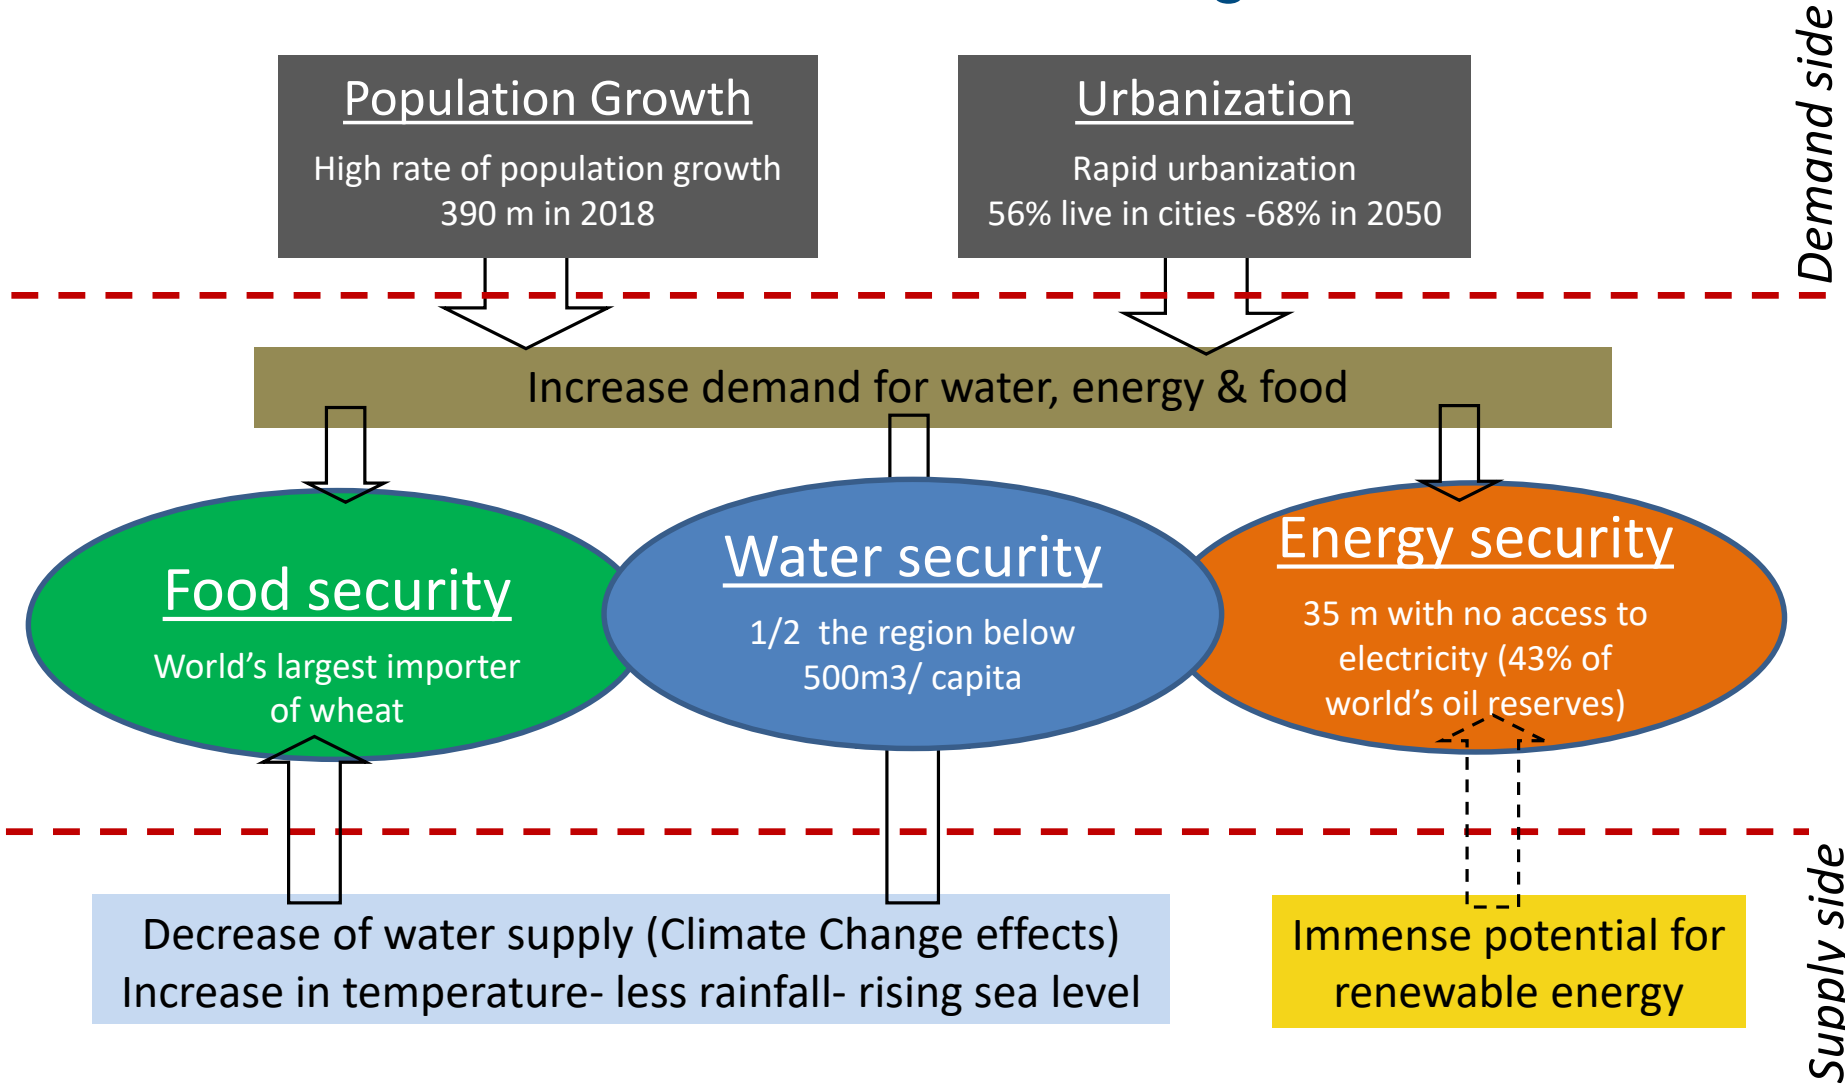 Demand side
Population Growth
High rate of population growth
390 m in 2018
Urbanization
Rapid urbanization
56% live in cities -68% in 2050
Increase demand for water, energy & food
Food security
World's largest importer
of wheat
Water security
1/2  the region below
500m3/ capita
Energy security
35 m with no access to
electricity (43% of
world's oil reserves)
Decrease of water supply (Climate Change effects)
Increase in temperature- less rainfall- rising sea level
Immense potential for
renewable energy
Supply side